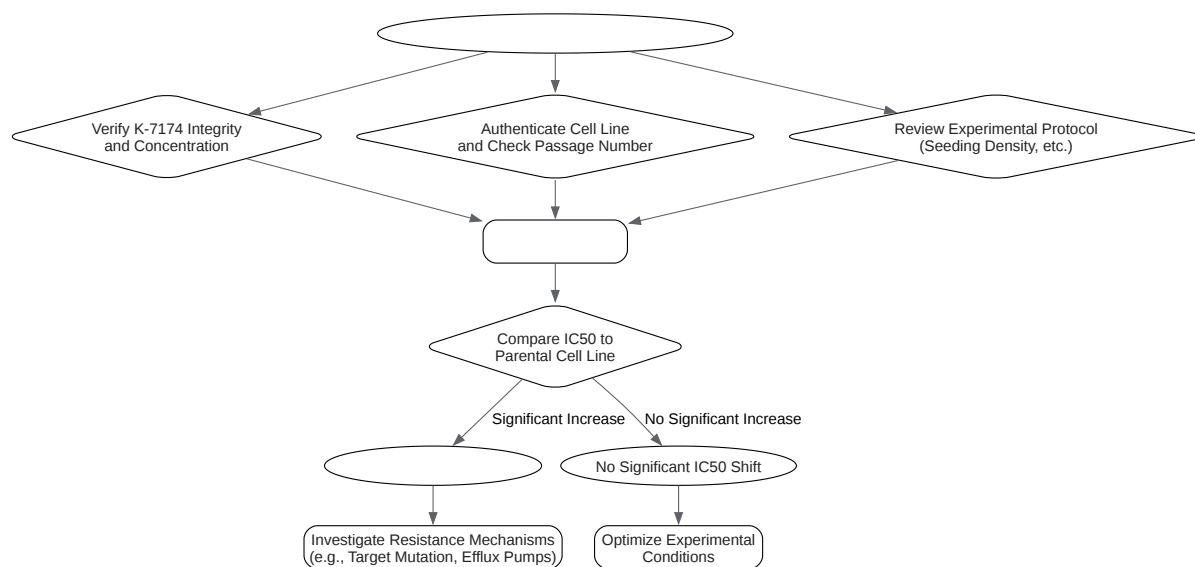 Verify K-7174 Integrity
and Concentration
Authenticate Cell Line
and Check Passage Number
Review Experimental Protocol
(Seeding Density, etc.)
Compare IC50 to
Parental Cell Line
Significant Increase
No Significant Increase
No Significant IC50 Shift
Investigate Resistance Mechanisms
(e.g., Target Mutation, Efflux Pumps)
Optimize Experimental
Conditions